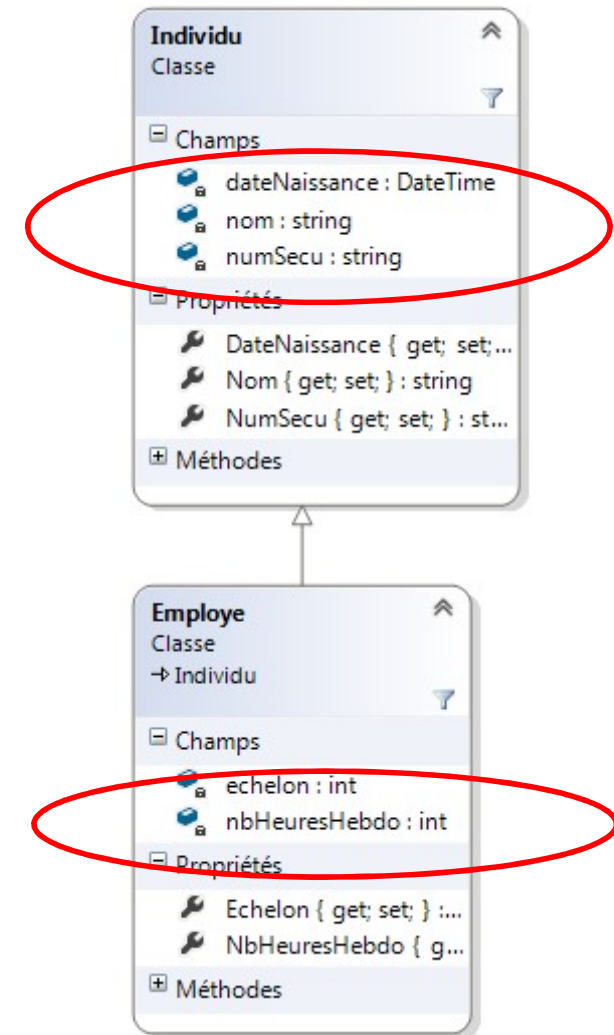 Individu
Classe
Champs
dateNaissance : DateTime
nom : string
numSecu : string
Propriétés
DateNaissance { get; set;...
Nom { get; set; } : string
NumSecu { get; set; } : st...
Méthodes
Employe
Classe
→ Individu
Champs
echelon : int
nbHeuresHebdo : int
Propriétés
Echelon { get; set; } :...
NbHeuresHebdo { g...
Méthodes